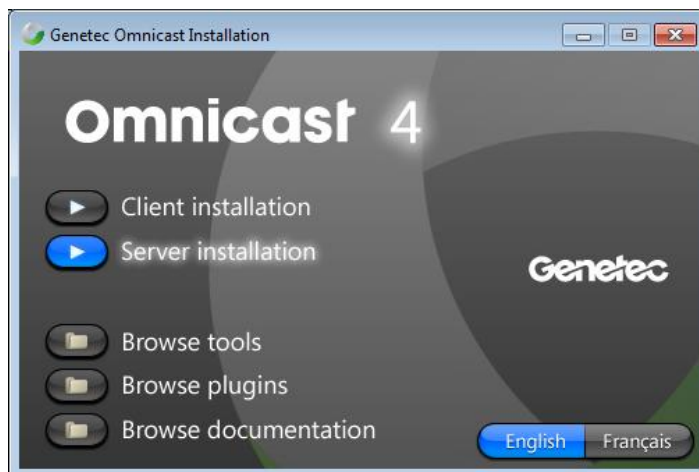 Genetec Omnicast Installation
Omnicast 4
Client installation
Server installation
Genetec
Browse tools
Browse plugins
Browse documentation
English Français